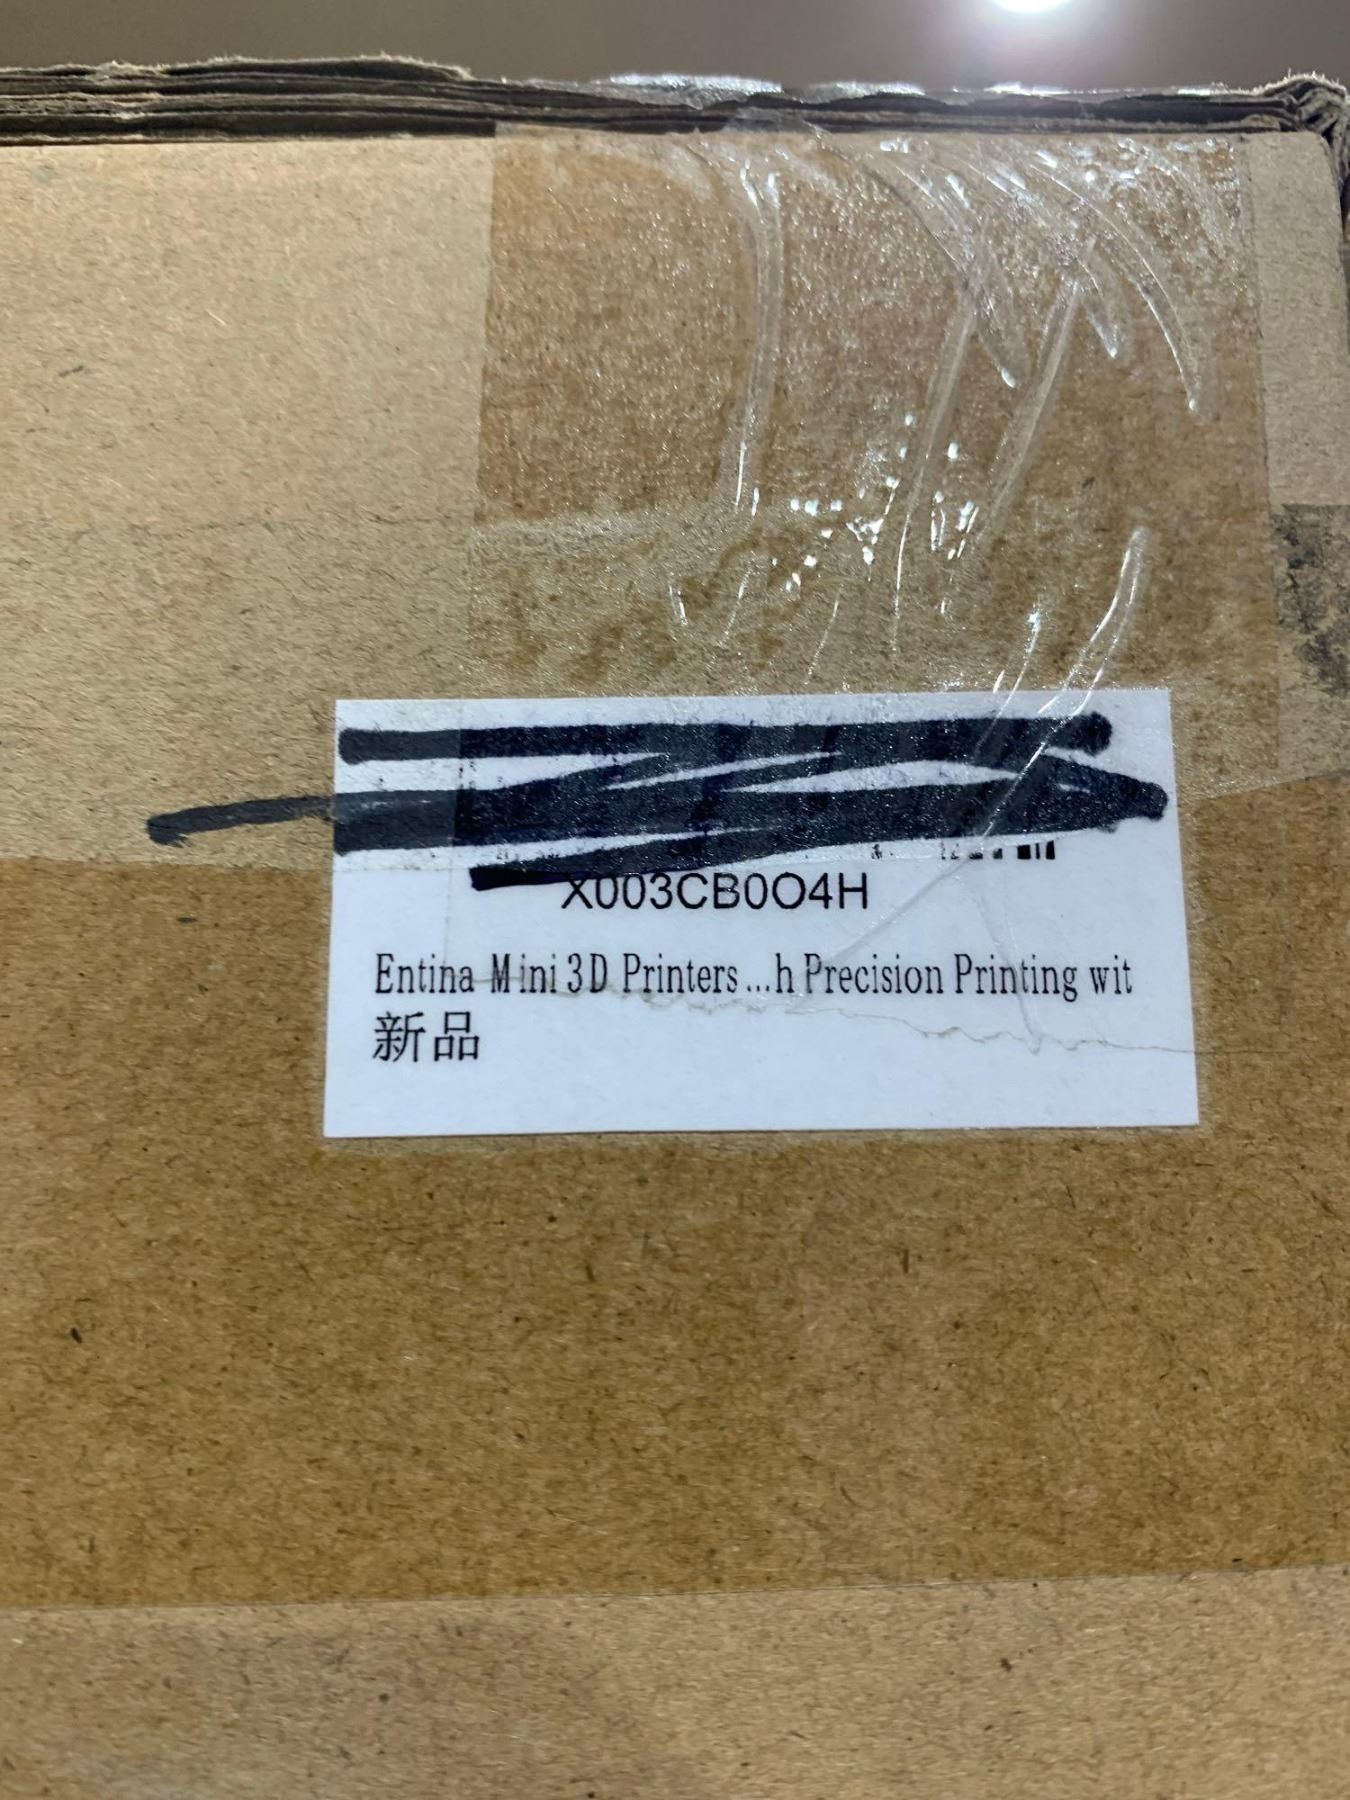 X003CB0O4H
Entina Mini 3D Printers...h Precision Printing wit
新品